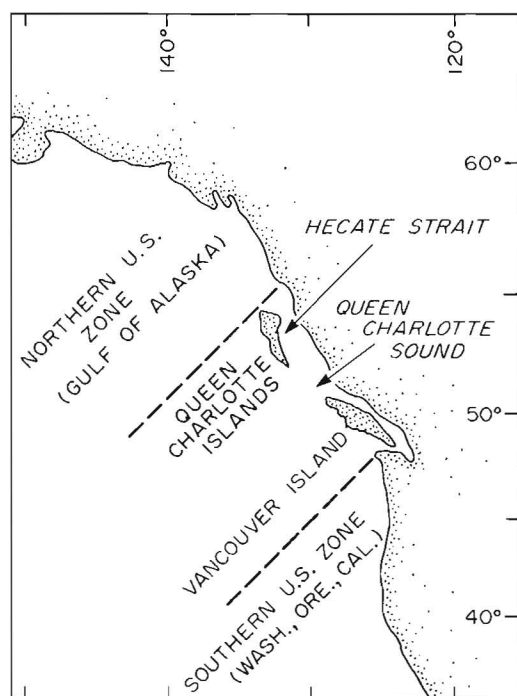 140°
120°
60°
HECATE STRAIT
NORTHERN U.S.
ZONE
(GULF OF ALASKA)
QUEEN
CHARLOTTE
SOUND
QUEEN
CHARLOTTE
ISLANDS
50°
VANCOUVER ISLAND
SOUTHERN U.S. ZONE
(WASH., ORE., CAL.)
40°